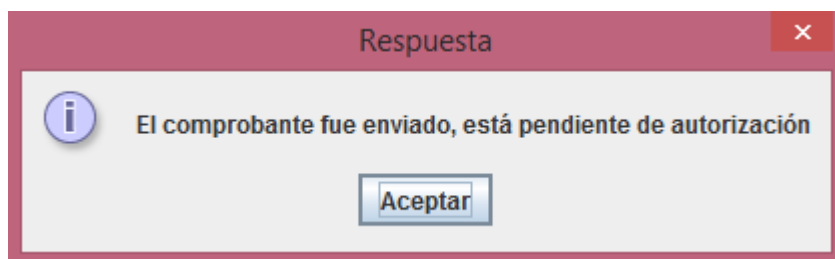 Respuesta
El comprobante fue enviado, está pendiente de autorización
Aceptar